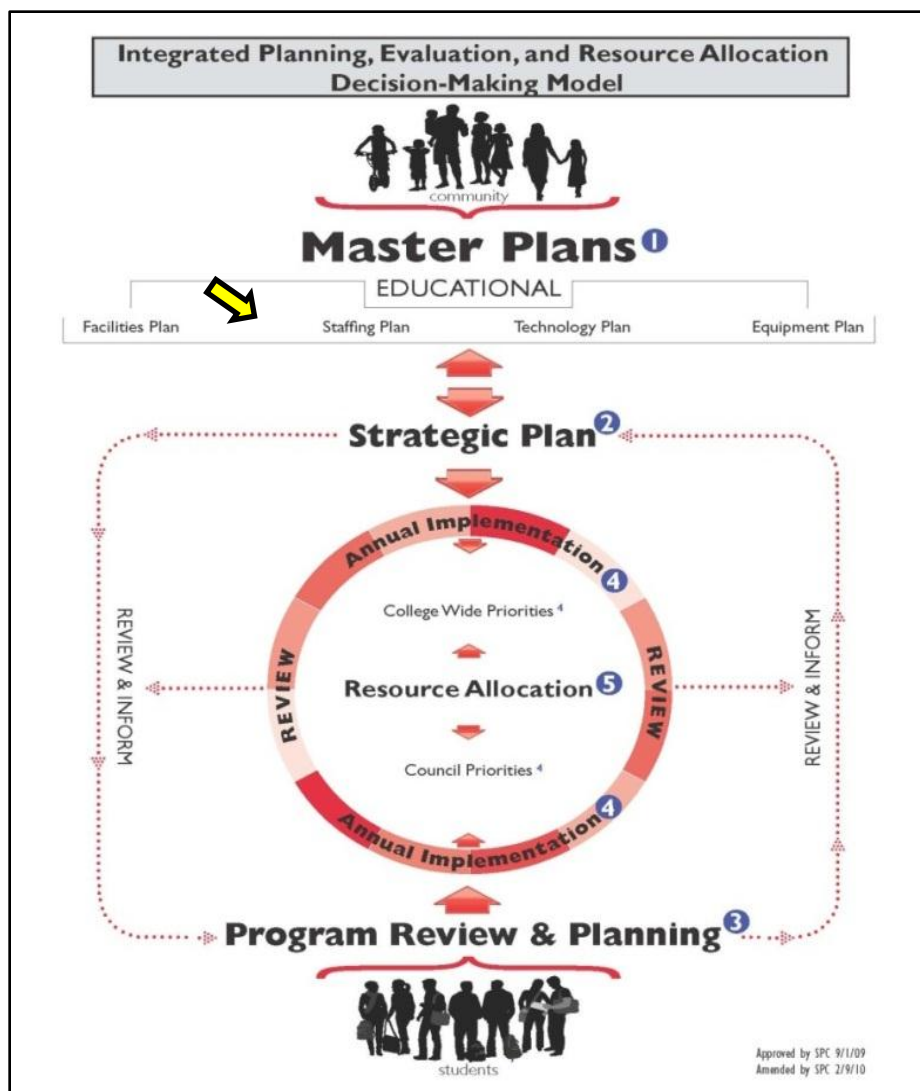 Integrated Planning, Evaluation, and Resource Allocation
Decision-Making Model
community
Master Plans 1
EDUCATIONAL
Facilities Plan Staffing Plan Technology Plan Equipment Plan
Strategic Plan 2
Annual Implementation 4
College Wide Priorities 4
REVIEW & INFORM
REVIEW
Resource Allocation 5
REVIEW
REVIEW & INFORM
Council Priorities 4
Annual Implementation 4
Program Review & Planning 3
students
Approved by SPC 9/1/09
Amended by SPC 2/9/10